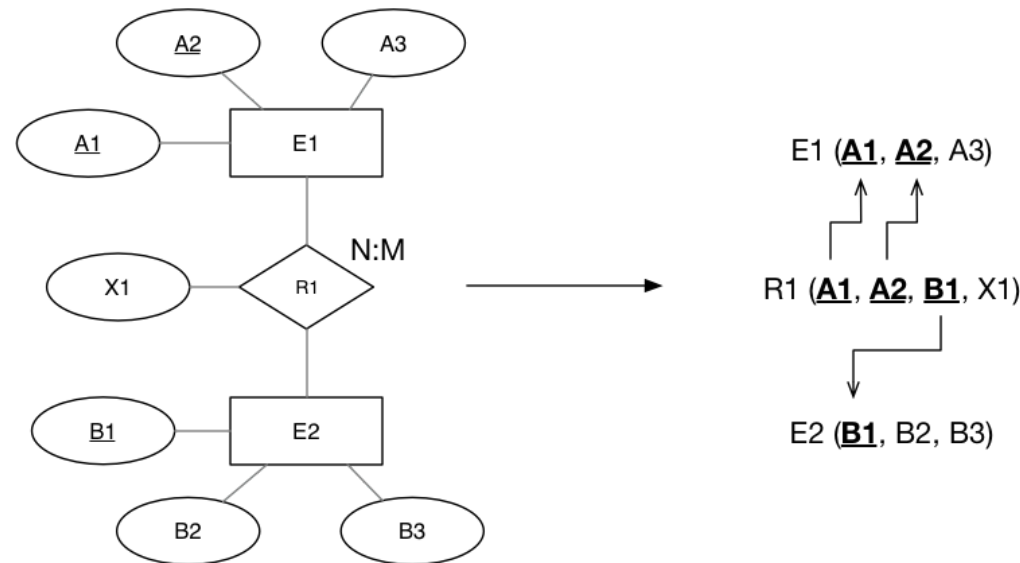 A2
A3
A1
E1
N:M
X1
R1
B1
E2
B2
B3
E1 (A1, A2, A3)
R1 (A1, A2, B1, X1)
E2 (B1, B2, B3)